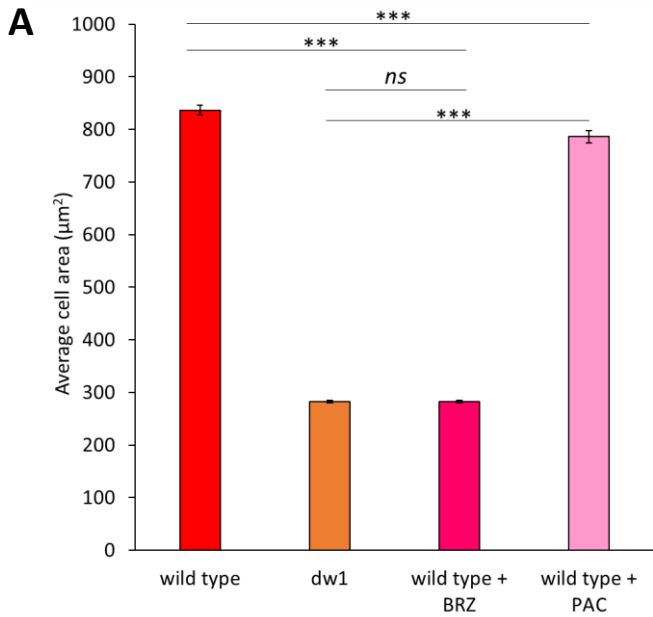 A
***
***
ns
***
1000
900
800
700
600
500
400
300
200
100
0
Average cell area (µm²)
wild type
dw1
wild type +
BRZ
wild type +
PAC